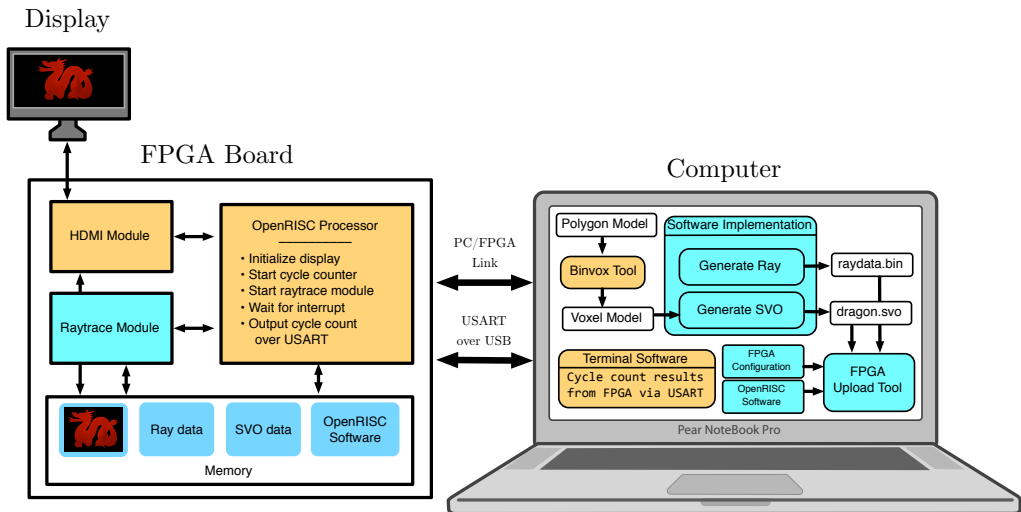 Display
FPGA Board
HDMI Module
Raytrace Module
OpenRISC Processor
• Initialize display
• Start cycle counter
• Start raytrace module
• Wait for interrupt
• Output cycle count
over USART
Ray data
SVO data
OpenRISC
Software
Memory
PC/FPGA
Link
USART
over USB
Computer
Polygon Model
Binvox Tool
Voxel Model
Software Implementation
Generate Ray
Generate SVO
raydata.bin
dragon.svo
Terminal Software
Cycle count results
from FPGA via USART
FPGA
Configuration
OpenRISC
Software
FPGA
Upload Tool
Pear NoteBook Pro